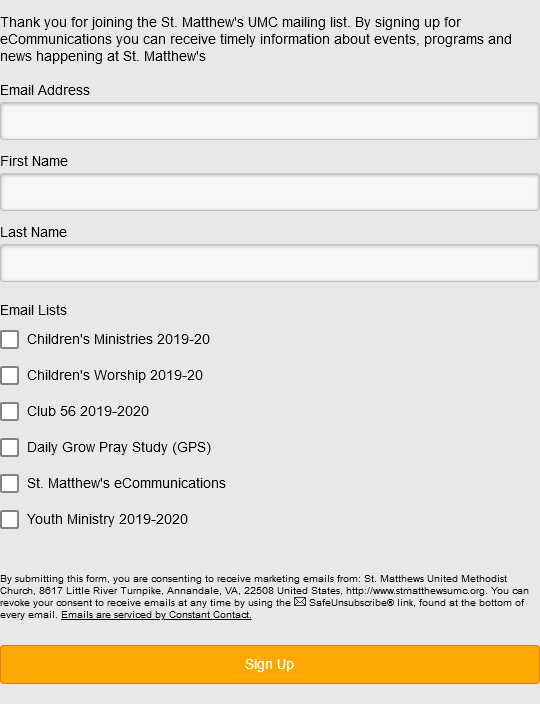 Thank you for joining the St. Matthew's UMC mailing list. By signing up for
eCommunications you can receive timely information about events, programs and
news happening at St. Matthew's
Email Address
First Name
Last Name
Email Lists
Children's Ministries 2019-20
Children's Worship 2019-20
Club 56 2019-2020
Daily Grow Pray Study (GPS)
St. Matthew's eCommunications
Youth Ministry 2019-2020
By submitting this form, you are consenting to receive marketing emails from: St. Matthews United Methodist
Church, 8617 Little River Turnpike, Annandale, VA, 22508 United States, http://www.stmatthewsumc.org. You can
revoke your consent to receive emails at any time by using the SafeUnsubscribe® link, found at the bottom of
every email. Emails are serviced by Constant Contact.
Sign Up